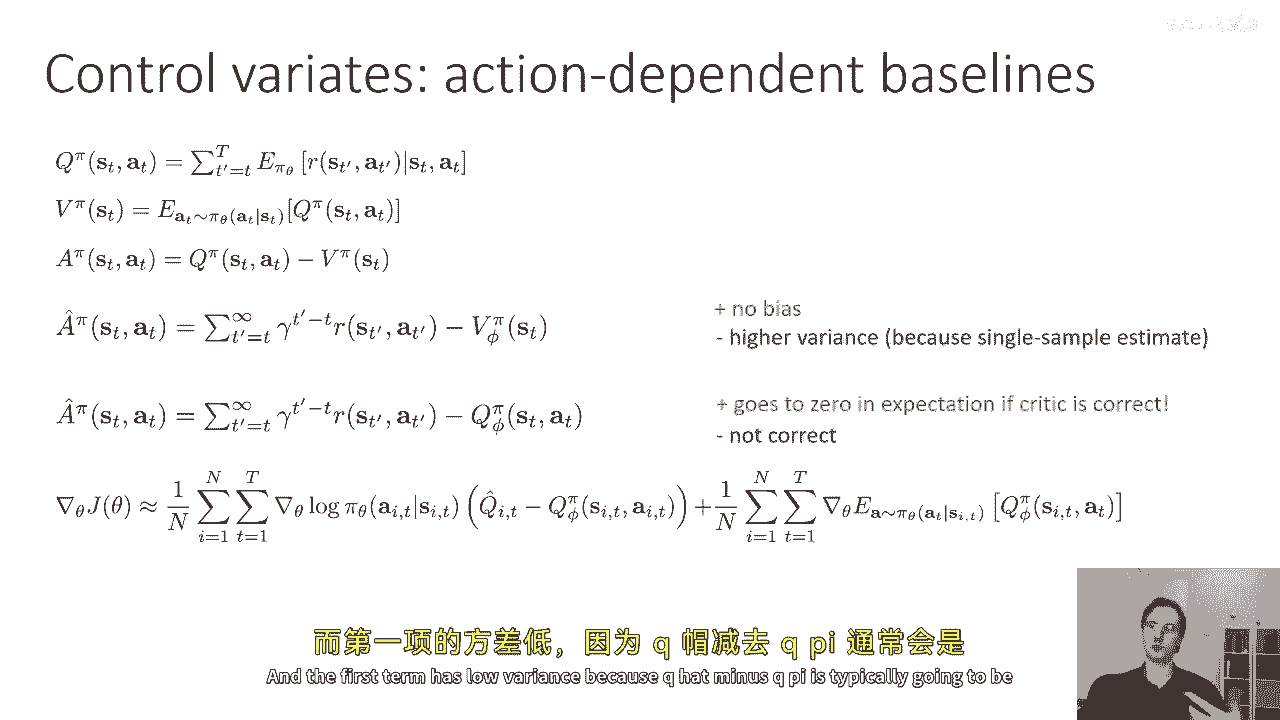 Control variates: action-dependent baselines
$Q^\pi(\mathbf{s}_t, \mathbf{a}_t) = \sum_{t'=t}^{T} E_{\pi_\theta}[r(\mathbf{s}_{t'}, \mathbf{a}_{t'})|\mathbf{s}_t, \mathbf{a}_t]$
$V^\pi(\mathbf{s}_t) = E_{\mathbf{a}_t \sim \pi_\theta(\mathbf{a}_t|\mathbf{s}_t)}[Q^\pi(\mathbf{s}_t, \mathbf{a}_t)]$
$A^\pi(\mathbf{s}_t, \mathbf{a}_t) = Q^\pi(\mathbf{s}_t, \mathbf{a}_t) - V^\pi(\mathbf{s}_t)$
$\hat{A}^\pi(\mathbf{s}_t, \mathbf{a}_t) = \sum_{t'=t}^{\infty} \gamma^{t'-t} r(\mathbf{s}_{t'}, \mathbf{a}_{t'}) - V_\phi^\pi(\mathbf{s}_t)$
+ no bias
- higher variance (because single-sample estimate)
$\hat{A}^\pi(\mathbf{s}_t, \mathbf{a}_t) = \sum_{t'=t}^{\infty} \gamma^{t'-t} r(\mathbf{s}_{t'}, \mathbf{a}_{t'}) - Q_\phi^\pi(\mathbf{s}_t, \mathbf{a}_t)$
+ goes to zero in expectation if critic is correct!
- not correct
$\nabla_\theta J(\theta) \approx \frac{1}{N} \sum_{i=1}^{N} \sum_{t=1}^{T} \nabla_\theta \log \pi_\theta(\mathbf{a}_{i,t}|\mathbf{s}_{i,t}) \left( \hat{Q}_{i,t} - Q_\phi^\pi(\mathbf{s}_{i,t}, \mathbf{a}_{i,t}) \right) + \frac{1}{N} \sum_{i=1}^{N} \sum_{t=1}^{T} \nabla_\theta E_{\mathbf{a} \sim \pi_\theta(\mathbf{a}_t|\mathbf{s}_{i,t})} \left[ Q_\phi^\pi(\mathbf{s}_{i,t}, \mathbf{a}_t) \right]$
而第一项的方差低，因为 q 帽减去 q pi 通常会是
And the first term has low variance because q hat minus q pi is typically going to be